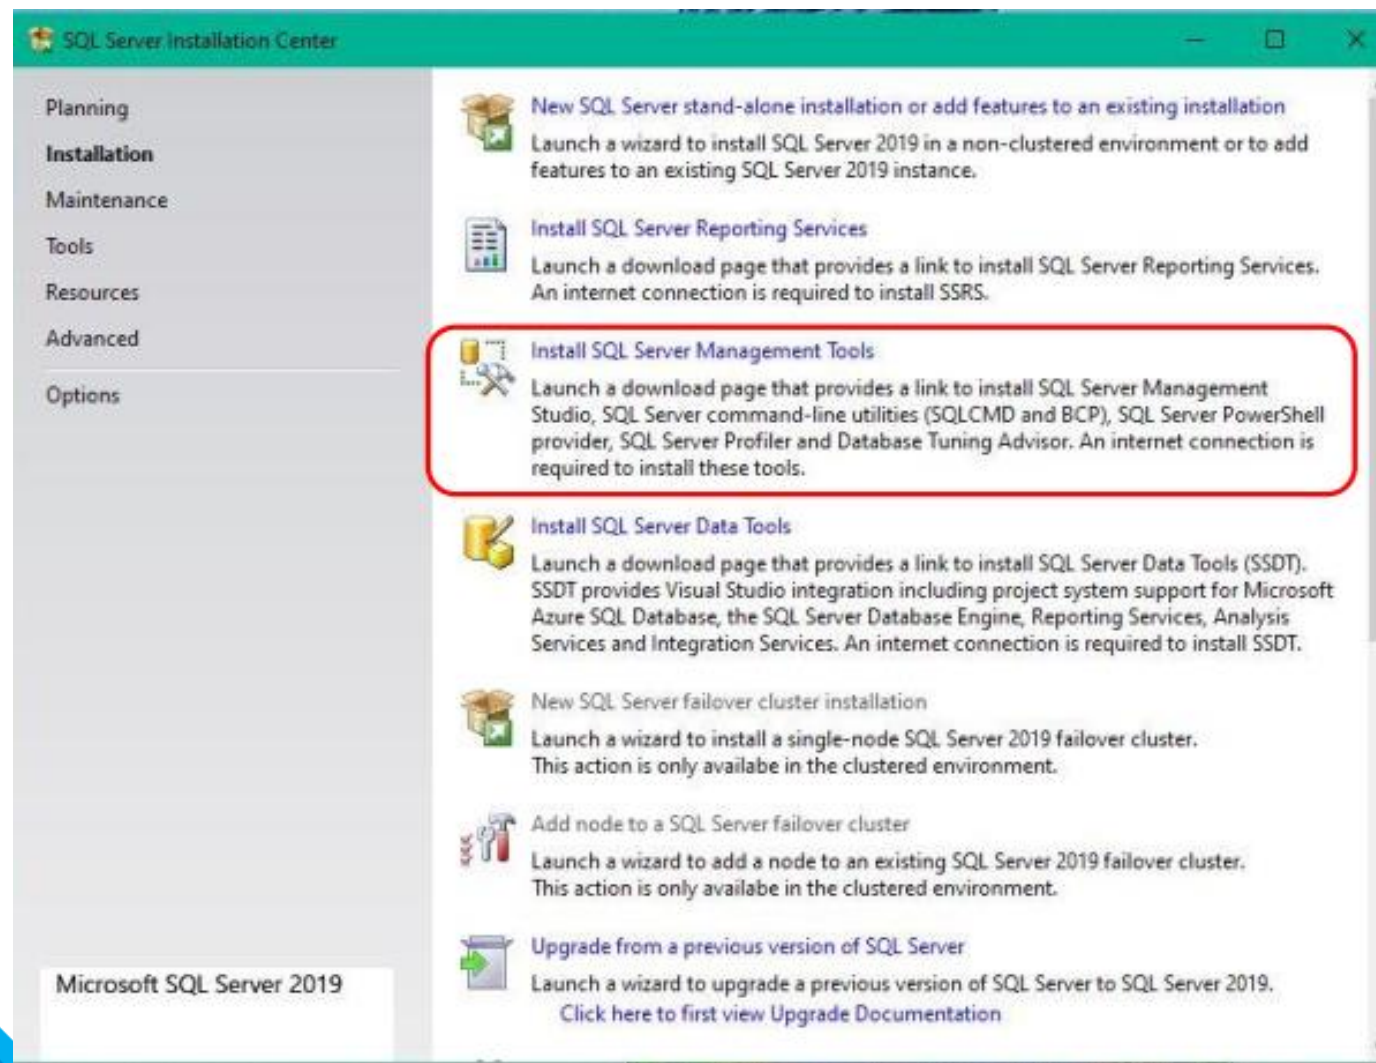 SQL Server Installation Center
Planning
Installation
Maintenance
Tools
Resources
Advanced
Options
Microsoft SQL Server 2019
New SQL Server stand-alone installation or add features to an existing installation
Launch a wizard to install SQL Server 2019 in a non-clustered environment or to add
features to an existing SQL Server 2019 instance.
Install SQL Server Reporting Services
Launch a download page that provides a link to install SQL Server Reporting Services.
An internet connection is required to install SSRS.
Install SQL Server Management Tools
Launch a download page that provides a link to install SQL Server Management
Studio, SQL Server command-line utilities (SQLCMD and BCP), SQL Server PowerShell
provider, SQL Server Profiler and Database Tuning Advisor. An internet connection is
required to install these tools.
Install SQL Server Data Tools
Launch a download page that provides a link to install SQL Server Data Tools (SSDT).
SSDT provides Visual Studio integration including project system support for Microsoft
Azure SQL Database, the SQL Server Database Engine, Reporting Services, Analysis
Services and Integration Services. An internet connection is required to install SSDT.
New SQL Server failover cluster installation
Launch a wizard to install a single-node SQL Server 2019 failover cluster.
This action is only availabe in the clustered environment.
Add node to a SQL Server failover cluster
Launch a wizard to add a node to an existing SQL Server 2019 failover cluster.
This action is only availabe in the clustered environment.
Upgrade from a previous version of SQL Server
Launch a wizard to upgrade a previous version of SQL Server to SQL Server 2019.
Click here to first view Upgrade Documentation